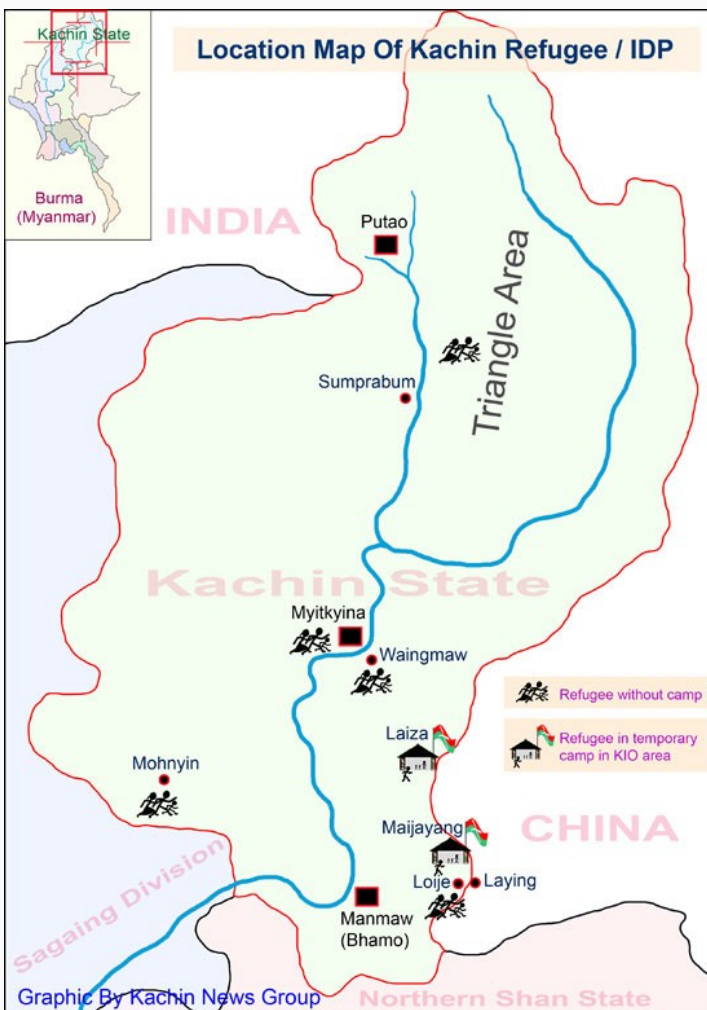 Kachin State
Location Map Of Kachin Refugee / IDP
Burma
(Myanmar)
INDIA
Putao
Triangle Area
Sumprabum
Kachin State
Myitkyina
Waingmaw
Refugee without camp
Laiza
Refugee in temporary
camp in KIO area
Mohnyin
Maijayang
CHINA
Loije
Laying
Sagaing Division
Manmaw
(Bhamo)
Graphic By Kachin News Group
Northern Shan State